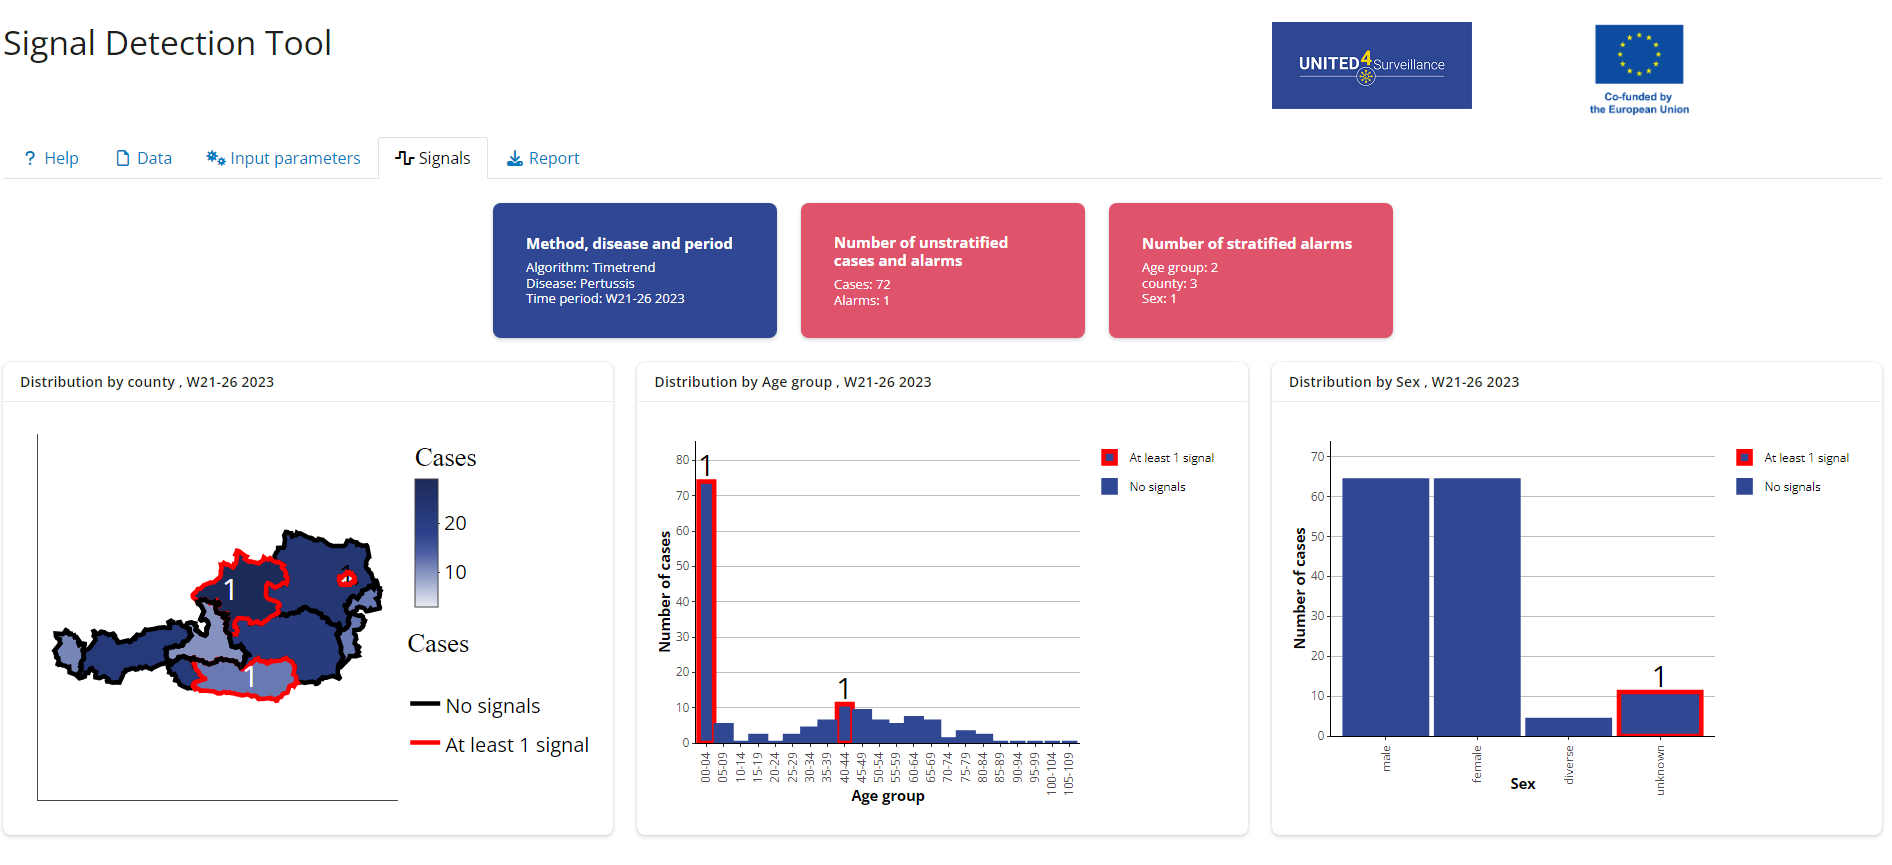 Signal Detection Tool
UNITED4Surveillance
Co-funded by
the European Union
? Help
Data
Input parameters
Signals
Report
Method, disease and period
Algorithm: Timetrend
Disease: Pertussis
Time period: W21-26 2023
Number of unstratified
cases and alarms
Cases: 72
Alarms: 1
Number of stratified alarms
Age group: 2
county: 3
Sex: 1
Distribution by county , W21-26 2023
Cases
20
10
1
1
1
Cases
No signals
At least 1 signal
Distribution by Age group , W21-26 2023
Number of cases
80
70
60
50
40
30
20
10
0
1
1
00-04
05-09
10-14
15-19
20-24
25-29
30-34
35-39
40-44
45-49
50-54
55-59
60-64
65-69
70-74
75-79
80-84
85-89
90-94
95-99
100-104
105-109
Age group
At least 1 signal
No signals
Distribution by Sex , W21-26 2023
Number of cases
70
60
50
40
30
20
10
0
1
male
female
diverse
unknown
Sex
At least 1 signal
No signals